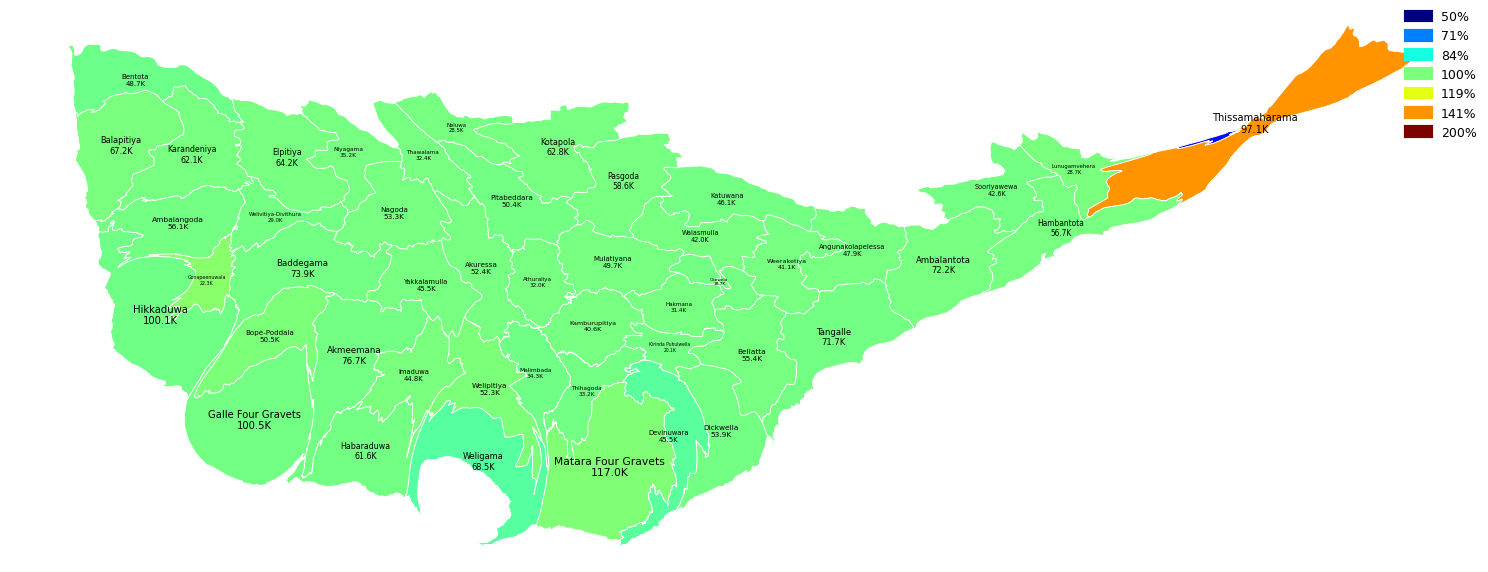 50%
71%
84%
100%
119%
141%
200%
Bentota
48.7K
Balapitiya
67.2K
Karandeniya
62.1K
Elpitiya
64.2K
Niyagama
35.2K
Thawalama
32.4K
Neluwa
28.5K
Kotapola
62.8K
Pasgoda
58.6K
Pitabeddara
50.4K
Katuwana
46.1K
Thissamaharama
97.1K
Lunugamvehera
28.7K
Sooriyawewa
42.6K
Hambantota
56.7K
Ambalangoda
56.1K
Welivitiya-Divithura
29.0K
Nagoda
53.3K
Walasmulla
42.0K
Angunakolapelessa
47.9K
Weeraketiya
41.1K
Ambalantota
72.2K
Baddegama
73.9K
Gonapeenuwala
22.3K
Yakkalamulla
45.5K
Akuressa
52.4K
Athuraliya
32.0K
Mulatiyana
49.7K
Hikkaduwa
100.1K
Hakmana
31.4K
Kamburupitiya
40.6K
Tangalle
71.7K
Bope-Poddala
50.5K
Akmeemana
76.7K
Kirinda Puhulwella
20.1K
Beliatta
55.4K
Imaduwa
44.8K
Malimbada
34.3K
Welipitiya
52.3K
Thihagoda
33.2K
Galle Four Gravets
100.5K
Habaraduwa
61.6K
Weligama
68.5K
Devinuwara
45.5K
Dickwella
53.9K
Matara Four Gravets
117.0K